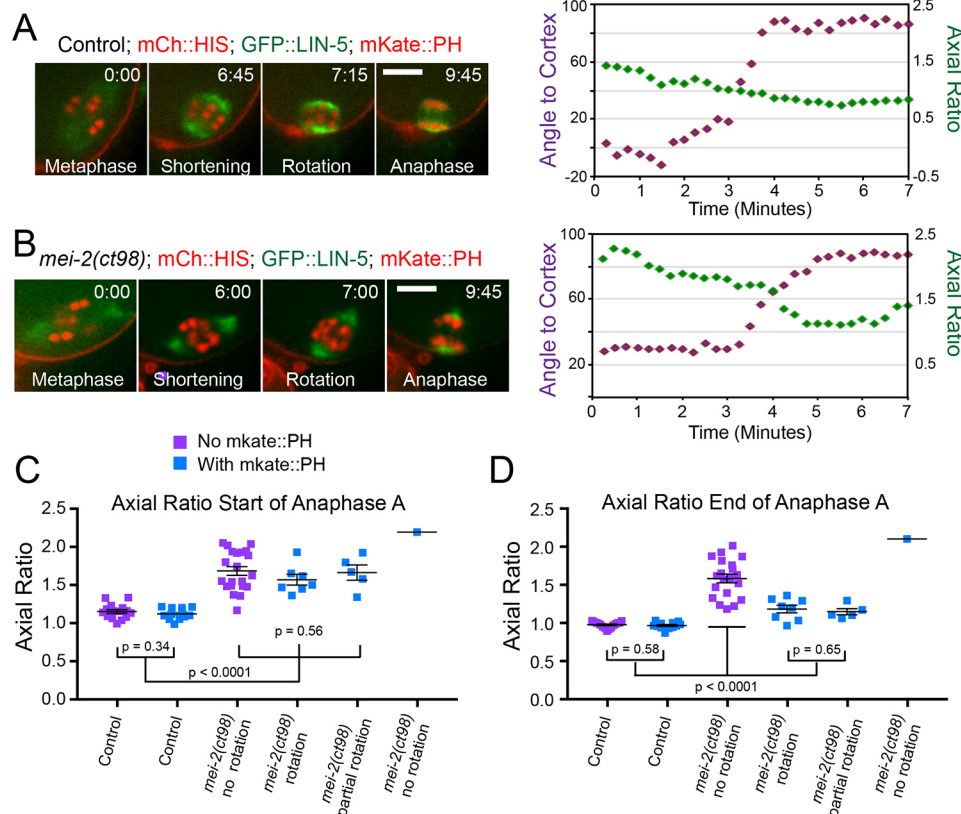 A
Control; mCh::HIS; GFP::LIN-5; mKate::PH
0:00
6:45
7:15
9:45
Metaphase
Shortening
Rotation
Anaphase
Angle to Cortex
100
60
20
-20
2.5
1.5
0.5
-0.5
Axial Ratio
0 1 2 3 4 5 6 7
Time (Minutes)
B
mei-2(ct98); mCh::HIS; GFP::LIN-5; mKate::PH
0:00
6:00
7:00
9:45
Metaphase
Shortening
Rotation
Anaphase
Angle to Cortex
100
60
20
2.5
1.5
0.5
Axial Ratio
0 1 2 3 4 5 6 7
Time (Minutes)
No mkate::PH
With mkate::PH
C
Axial Ratio Start of Anaphase A
Axial Ratio
2.5
2.0
1.5
1.0
0.5
0.0
p = 0.34
p = 0.56
p < 0.0001
Control
Control
mei-2(ct98)
no rotation
mei-2(ct98)
rotation
mei-2(ct98)
partial rotation
mei-2(ct98)
no rotation
D
Axial Ratio End of Anaphase A
Axial Ratio
2.5
2.0
1.5
1.0
0.5
0.0
p = 0.58
p = 0.65
p < 0.0001
Control
Control
mei-2(ct98)
no rotation
mei-2(ct98)
rotation
mei-2(ct98)
partial rotation
mei-2(ct98)
no rotation